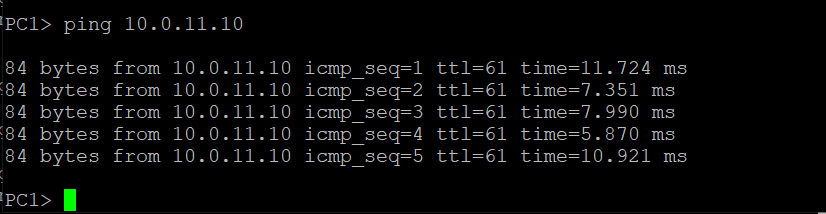 PC1> ping 10.0.11.10
84 bytes from 10.0.11.10 icmp_seq=1 ttl=61 time=11.724 ms
84 bytes from 10.0.11.10 icmp_seq=2 ttl=61 time=7.351 ms
84 bytes from 10.0.11.10 icmp_seq=3 ttl=61 time=7.990 ms
84 bytes from 10.0.11.10 icmp_seq=4 ttl=61 time=5.870 ms
84 bytes from 10.0.11.10 icmp_seq=5 ttl=61 time=10.921 ms
PC1>